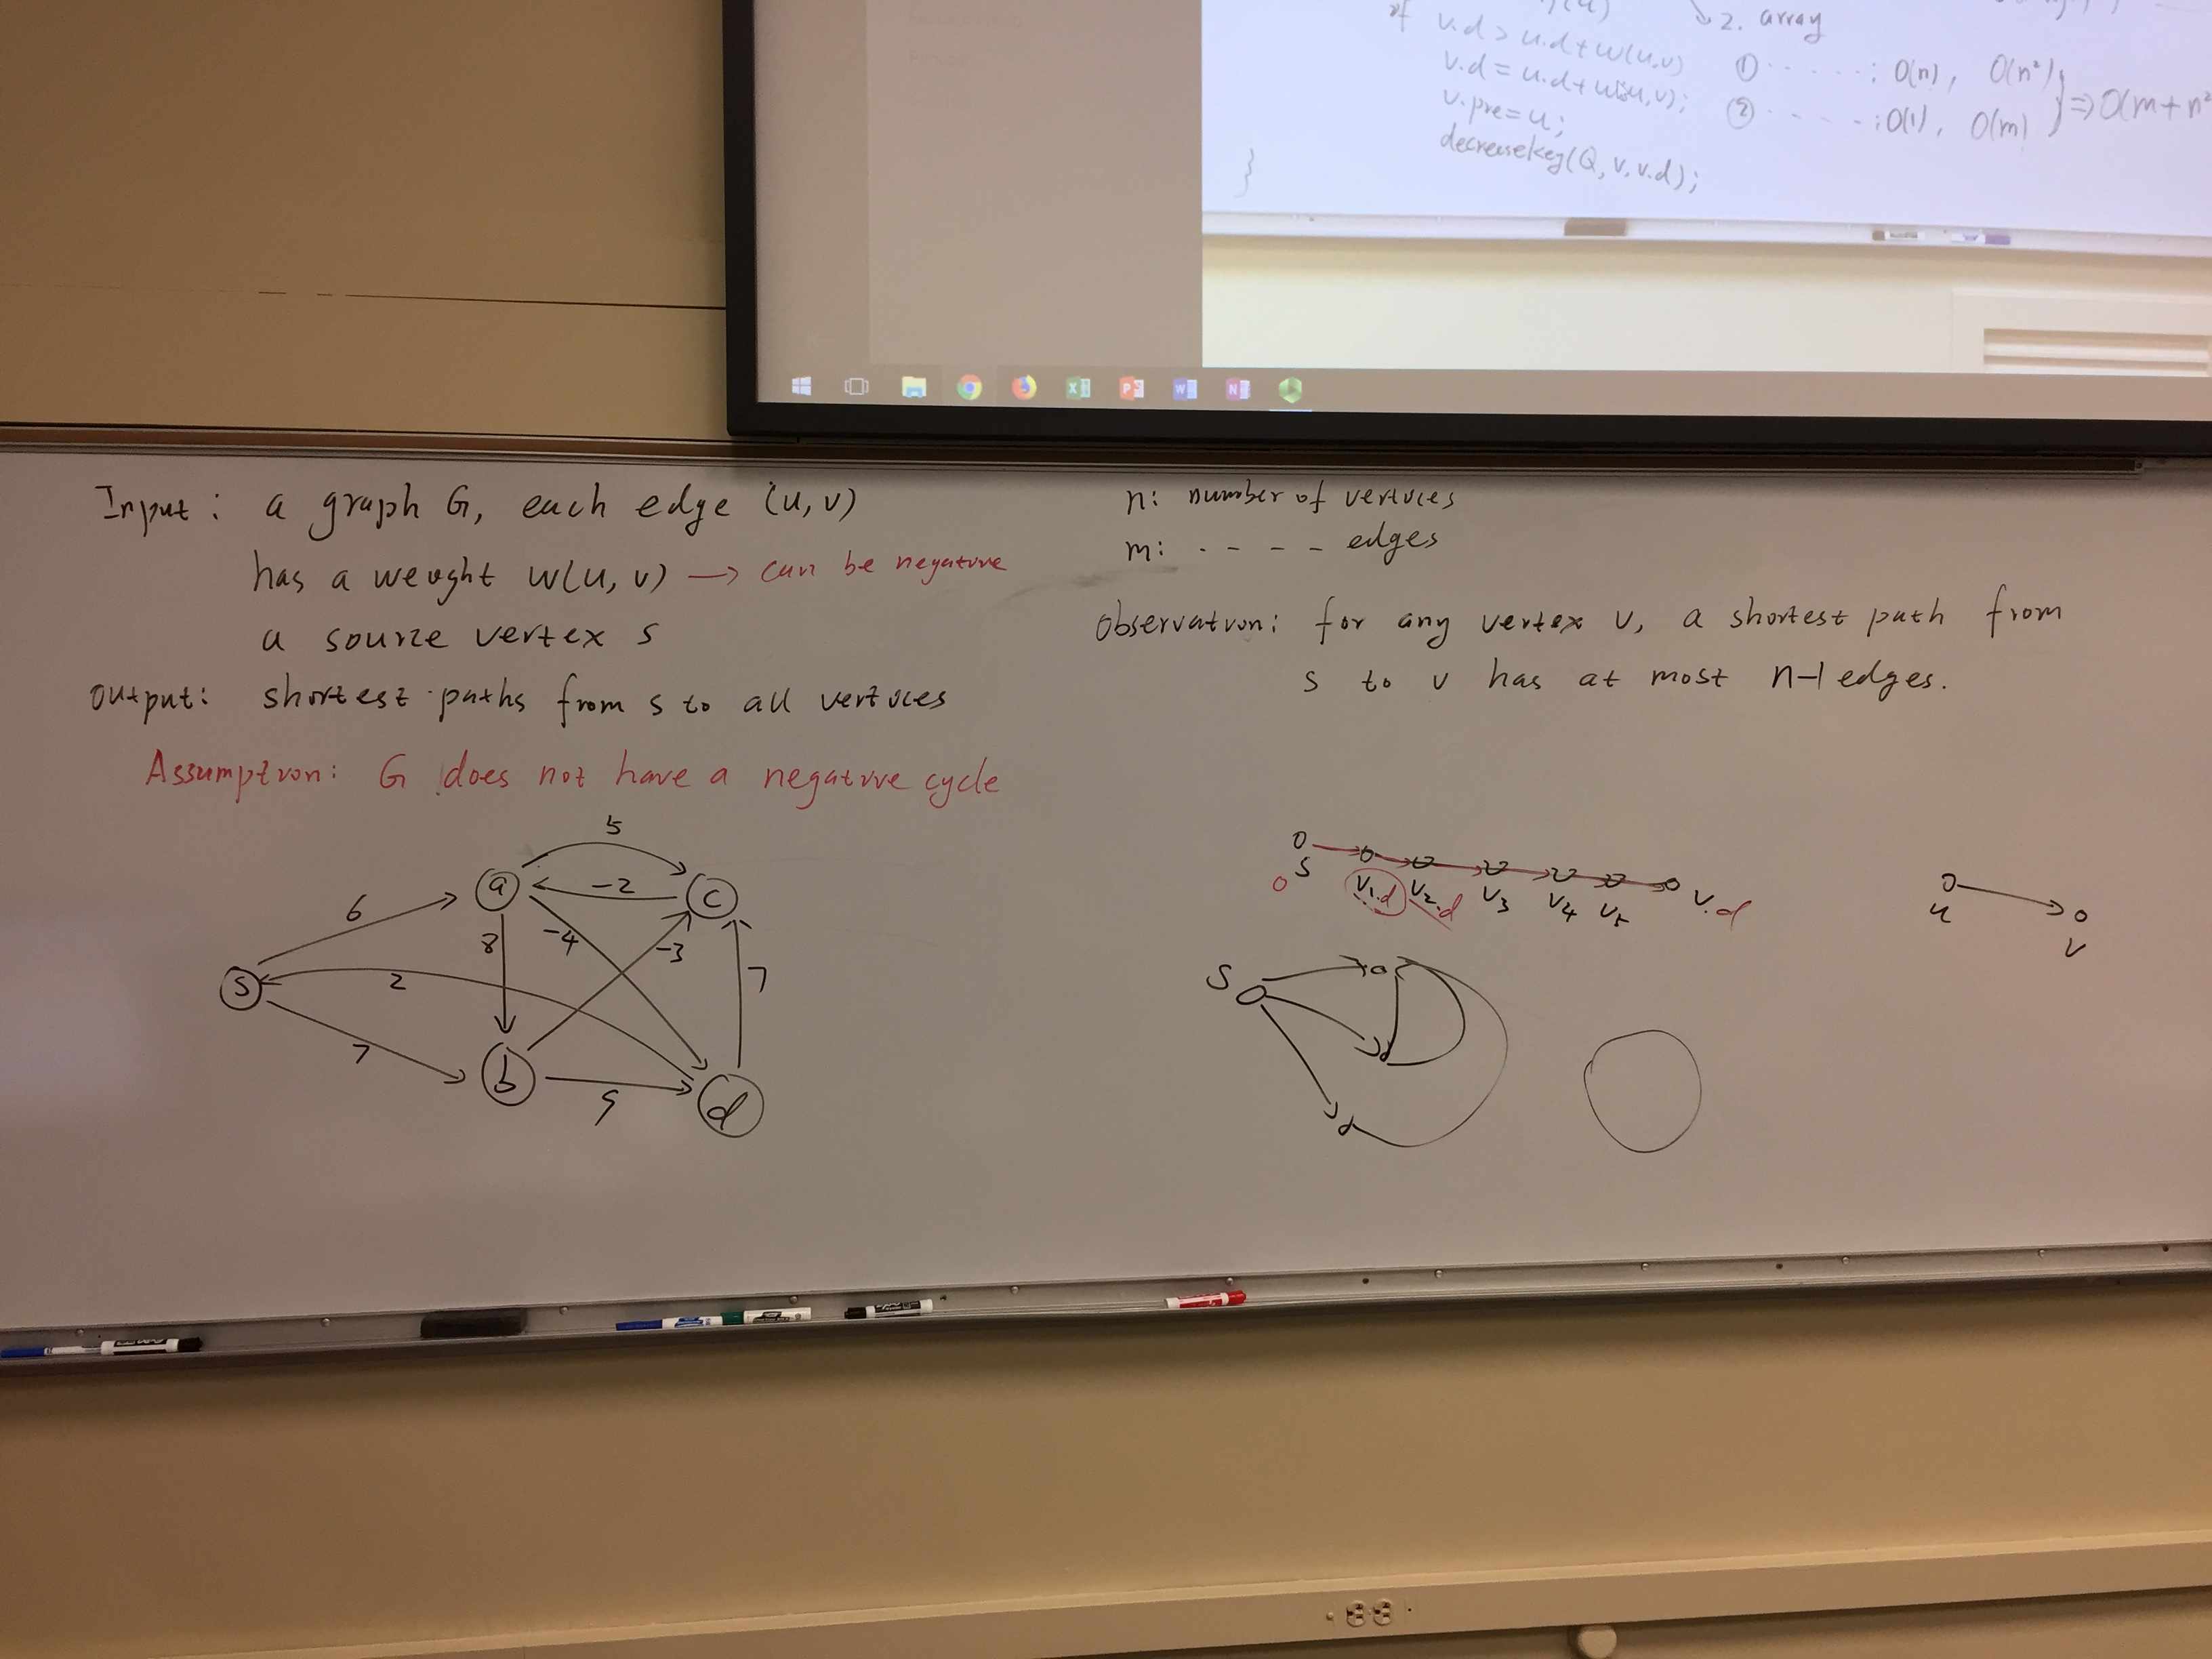 2. array
if v.d > u.d + w(u,v)
v.d = u.d + w(u,v);
v.pre = u;
decreasekey(Q, v, v.d);
}
① - - - - - : O(n), O(n²)
② - - - - - : O(1), O(m)
} ⇒ O(m+n²
Input: a graph G, each edge (u,v)
has a weight w(u,v) → can be negative
a source vertex s
output: shortest paths from s to all vertices
Assumption: G does not have a negative cycle
n: number of vertices
m: - - - - edges
observation: for any vertex v, a shortest path from
s to v has at most n-1 edges.
5
a
-2
c
6
8
-4
-3
7
s
2
7
b
9
d
s
0
v1.d
v2.d
v3
v4
v5
v.d
u
v
S